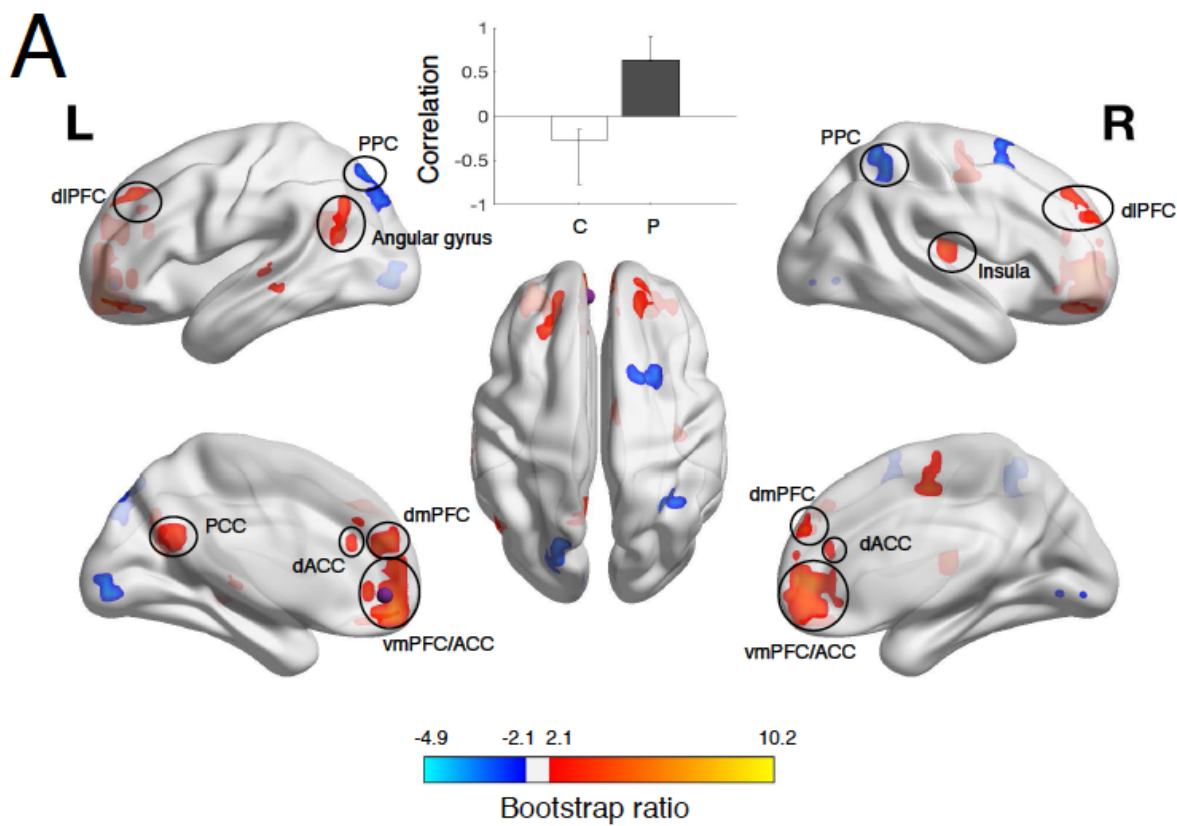 A
L
R
Correlation
1
0.5
0
-0.5
-1
C
P
dlPFC
PPC
Angular gyrus
PPC
dlPFC
Insula
PCC
dACC
dmPFC
vmPFC/ACC
dmPFC
dACC
vmPFC/ACC
-4.9 -2.1 2.1 10.2
Bootstrap ratio